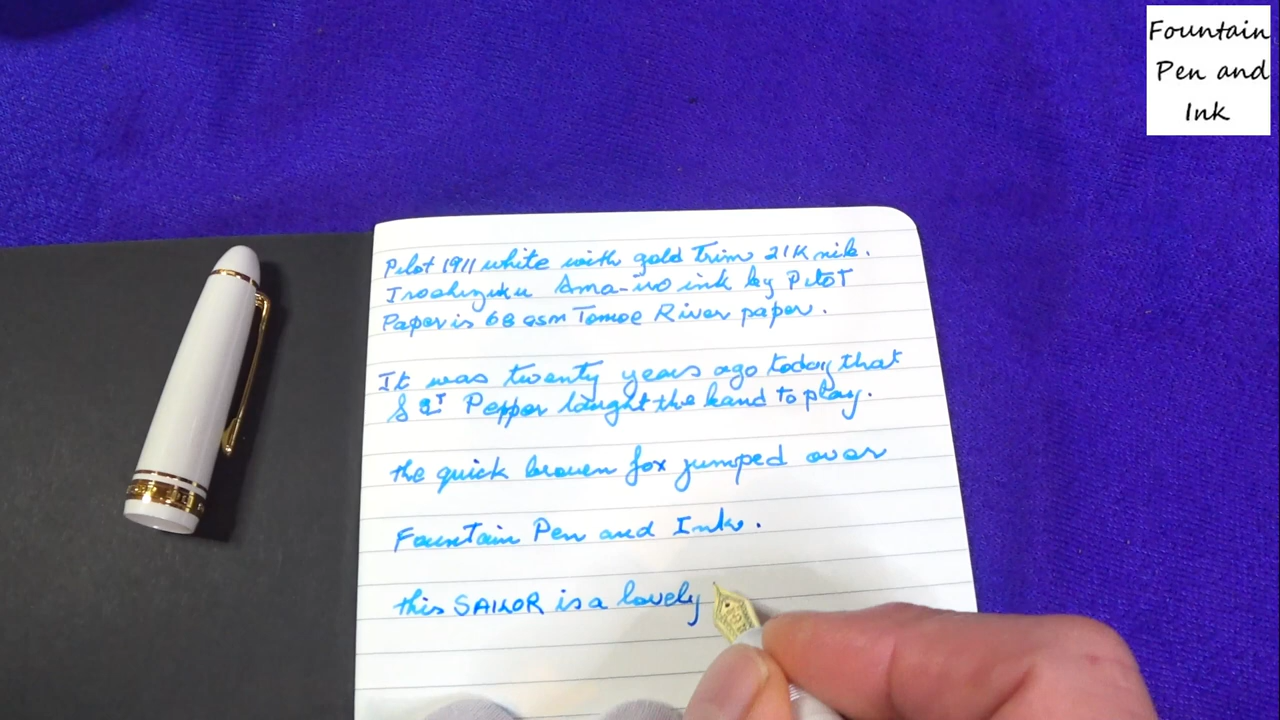 Fountain
Pen and
Ink
Pilot 1911 white with gold Trim 21K nib.
Iroshizuku Ama-iro ink by Pilot
Paper is 68 gsm Tomoe River paper.
It was twenty years ago today that
Sgt Pepper taught the band to play.
the quick brown fox jumped over
Fountain Pen and Ink.
this SAILOR is a lovely